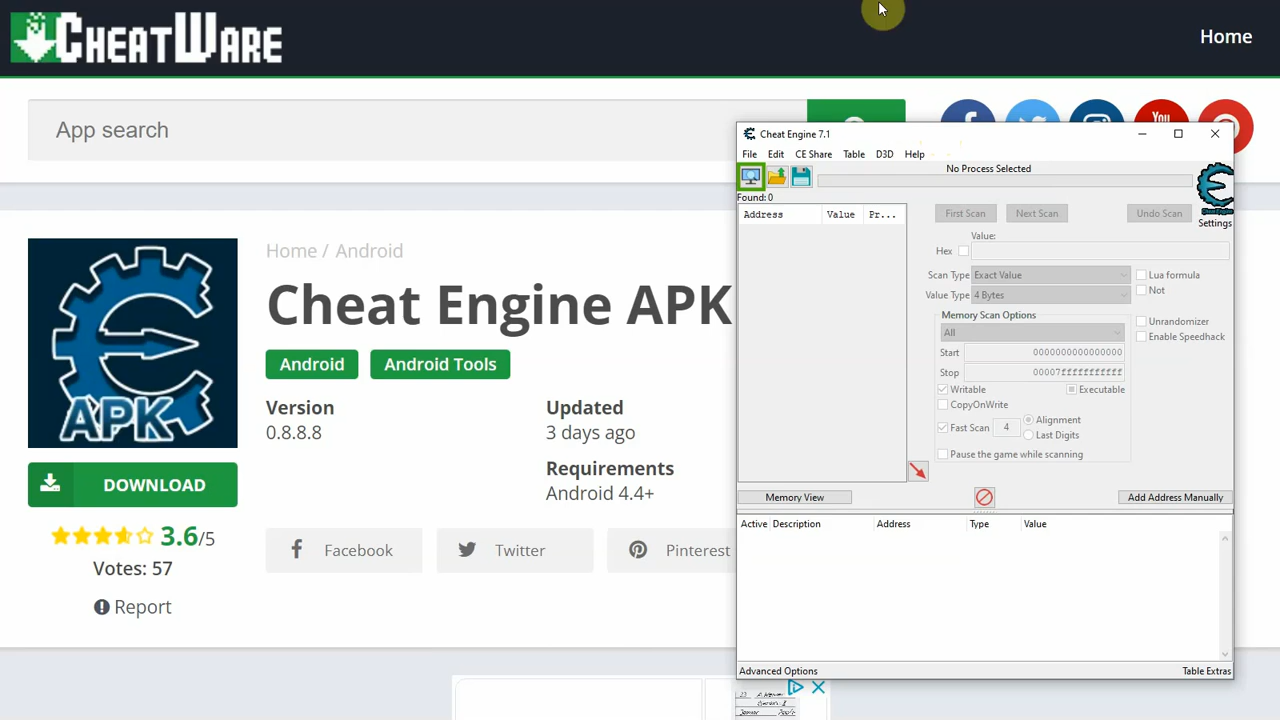 CHEATWARE
Home
App search
f
You
Cheat Engine 7.1
File Edit CE Share Table D3D Help
No Process Selected
Found: 0
Address Value Pr...
First Scan Next Scan Undo Scan
Cheat Engine
Settings
Value:
Hex
Scan Type Exact Value Lua formula
Value Type 4 Bytes Not
Memory Scan Options
All
Unrandomizer
Enable Speedhack
Start 0000000000000000
Stop 00007fffffffffff
Writable Executable
CopyOnWrite
Fast Scan 4 Alignment
Last Digits
Pause the game while scanning
Memory View Add Address Manually
Active Description Address Type Value
Advanced Options Table Extras
Home / Android
Cheat Engine APK
Android Android Tools
Version
0.8.8.8
Updated
3 days ago
Requirements
Android 4.4+
APK
DOWNLOAD
3.6/5
Votes: 57
Report
Facebook Twitter Pinterest